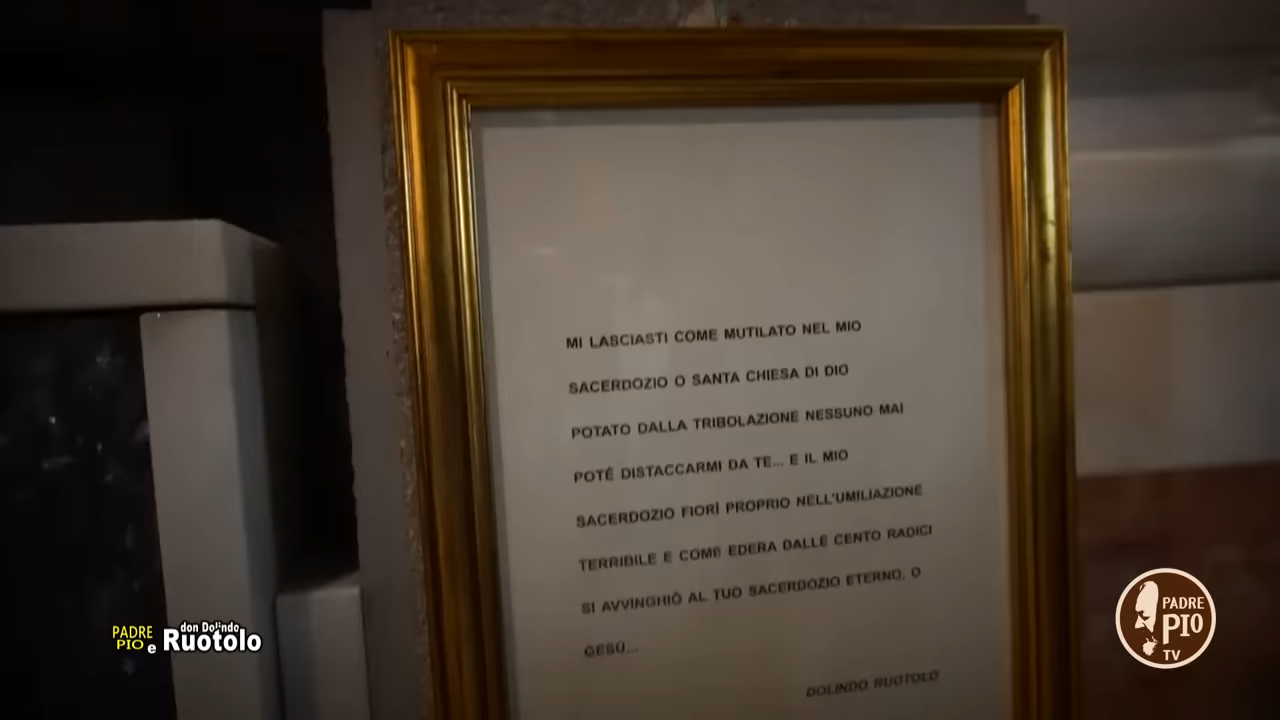 MI LASCIASTI COME MUTILATO NEL MIO
SACERDOZIO O SANTA CHIESA DI DIO
POTATO DALLA TRIBOLAZIONE NESSUNO MAI
POTÉ DISTACCARMI DA TE... E IL MIO
SACERDOZIO FIORÌ PROPRIO NELL'UMILIAZIONE
TERRIBILE E COME EDERA DALLE CENTO RADICI
SI AVVINGHIÒ AL TUO SACERDOZIO ETERNO, O
GESÙ...
DOLINDO RUOTOLO
PADRE PIO e don Dolindo Ruotolo
PADRE
PIO
TV